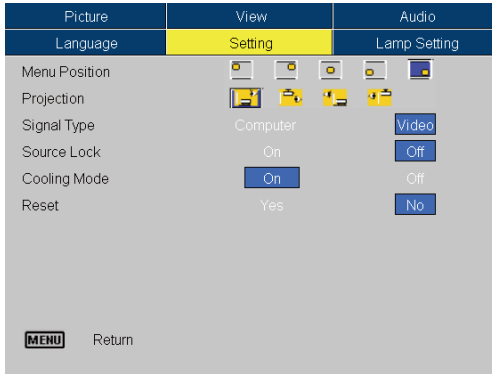 Picture View Audio
Language Setting Lamp Setting
Menu Position
Projection
Signal Type Computer Video
Source Lock On Off
Cooling Mode On Off
Reset Yes No
MENU Return